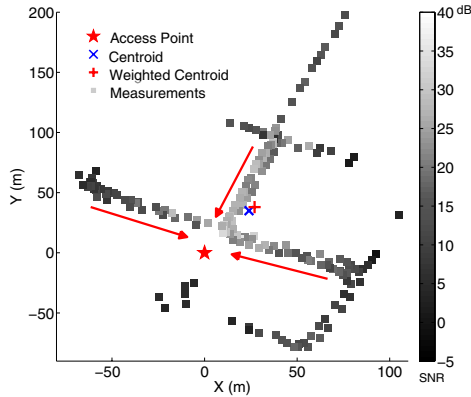 200
150
100
50
0
−50
Y (m)
−50
0
50
100
X (m)
Access Point
Centroid
Weighted Centroid
Measurements
40
35
30
25
20
15
10
5
0
−5
dB
SNR